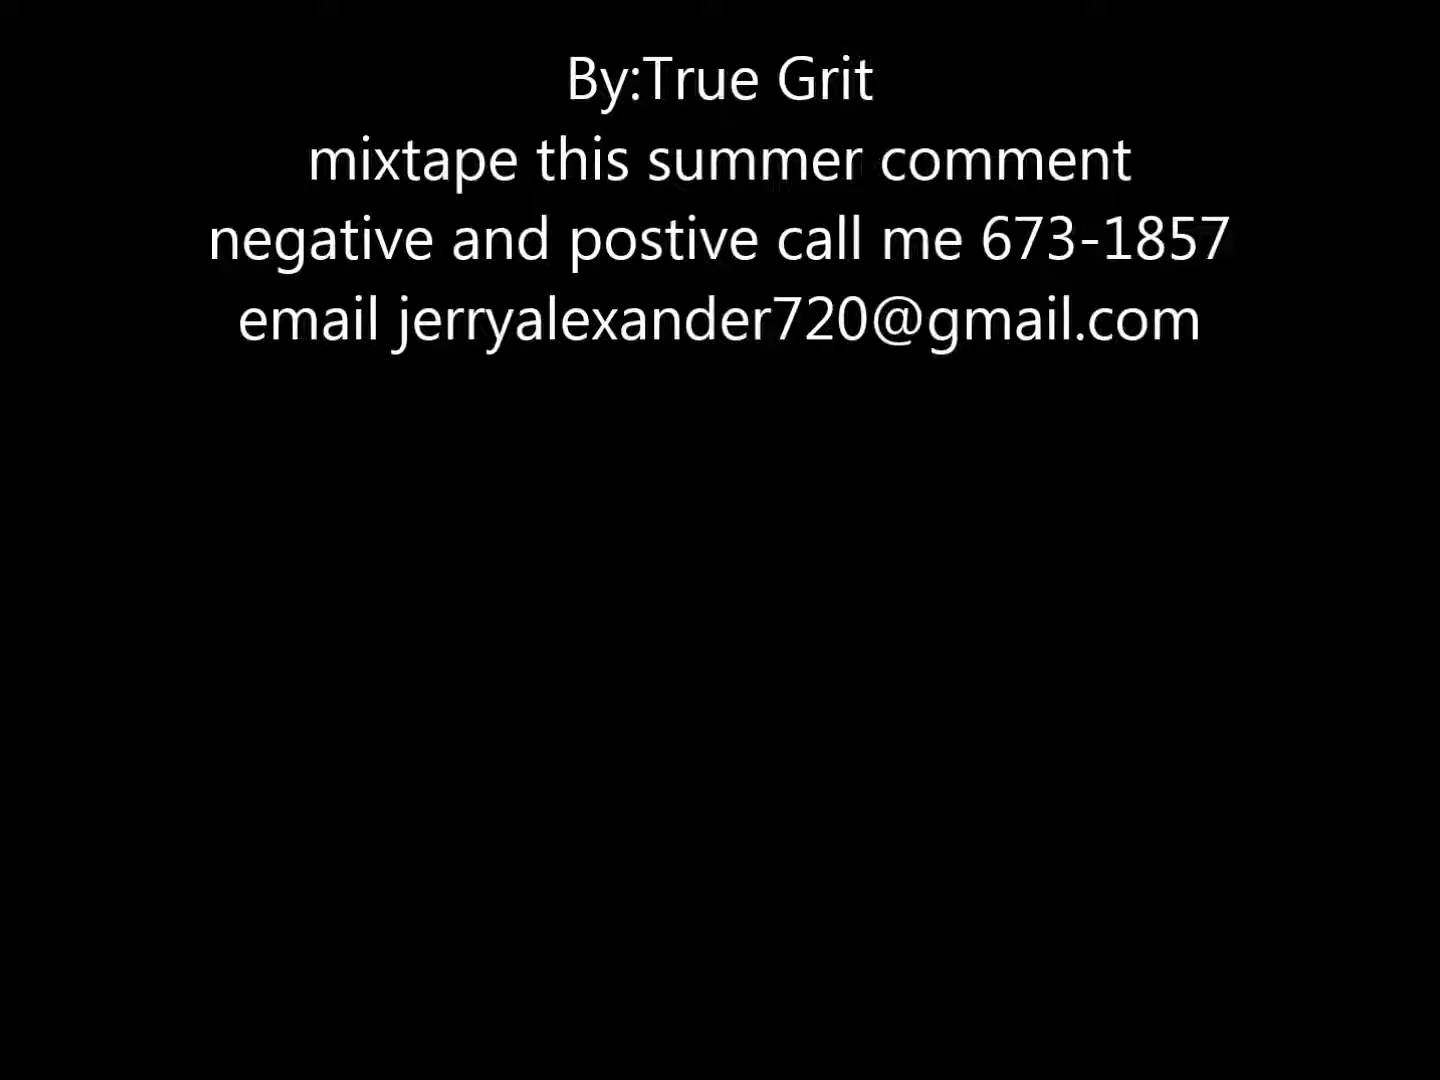 By:True Grit
mixtape this summer comment
negative and postive call me 673-1857
email jerryalexander720@gmail.com